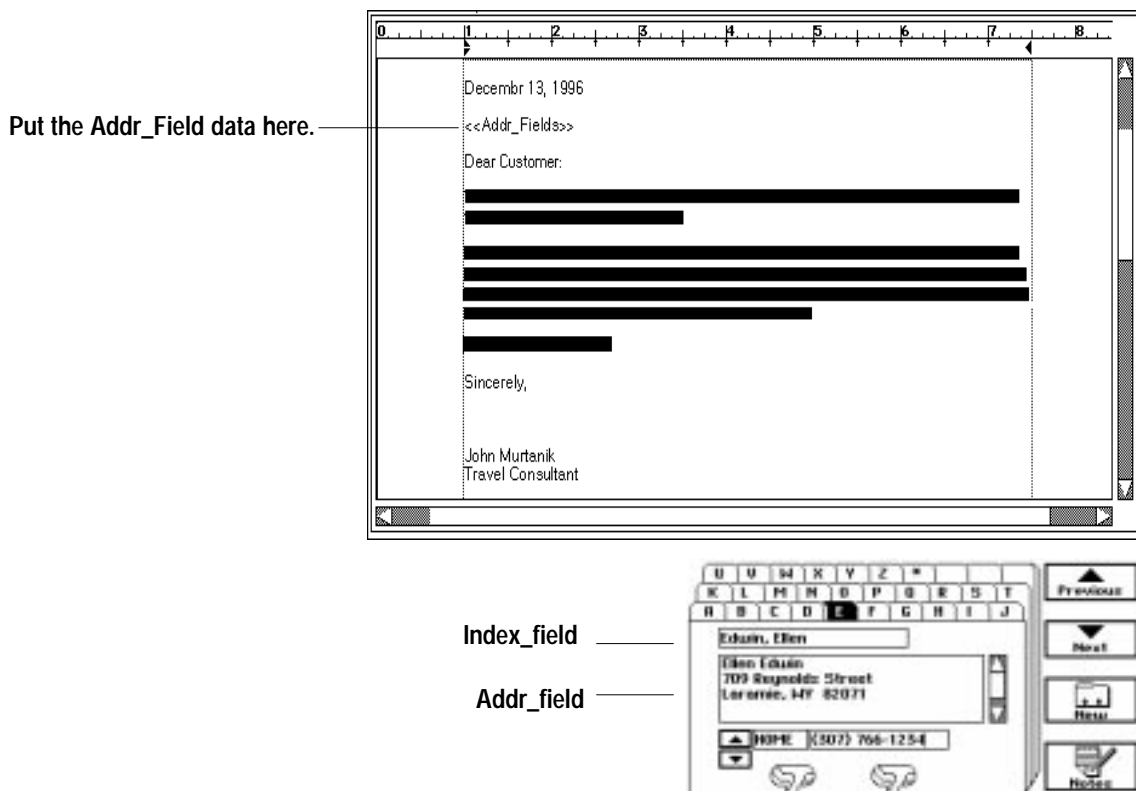 0 1 2 3 4 5 6 7 8
Decembr 13, 1996
Put the Addr_Field data here.
<<Addr_Fields>>
Dear Customer:
Sincerely,
John Murtanik
Travel Consultant
U V W X Y Z *
K L M N O P Q R S T
A B C D E F G H I J
Previous
Index_field
Edwin, Ellen
Next
Ellen Edwin
709 Reynolds Street
Laramie, WY 82071
Addr_field
New
HOME (307) 766-1234
Notes